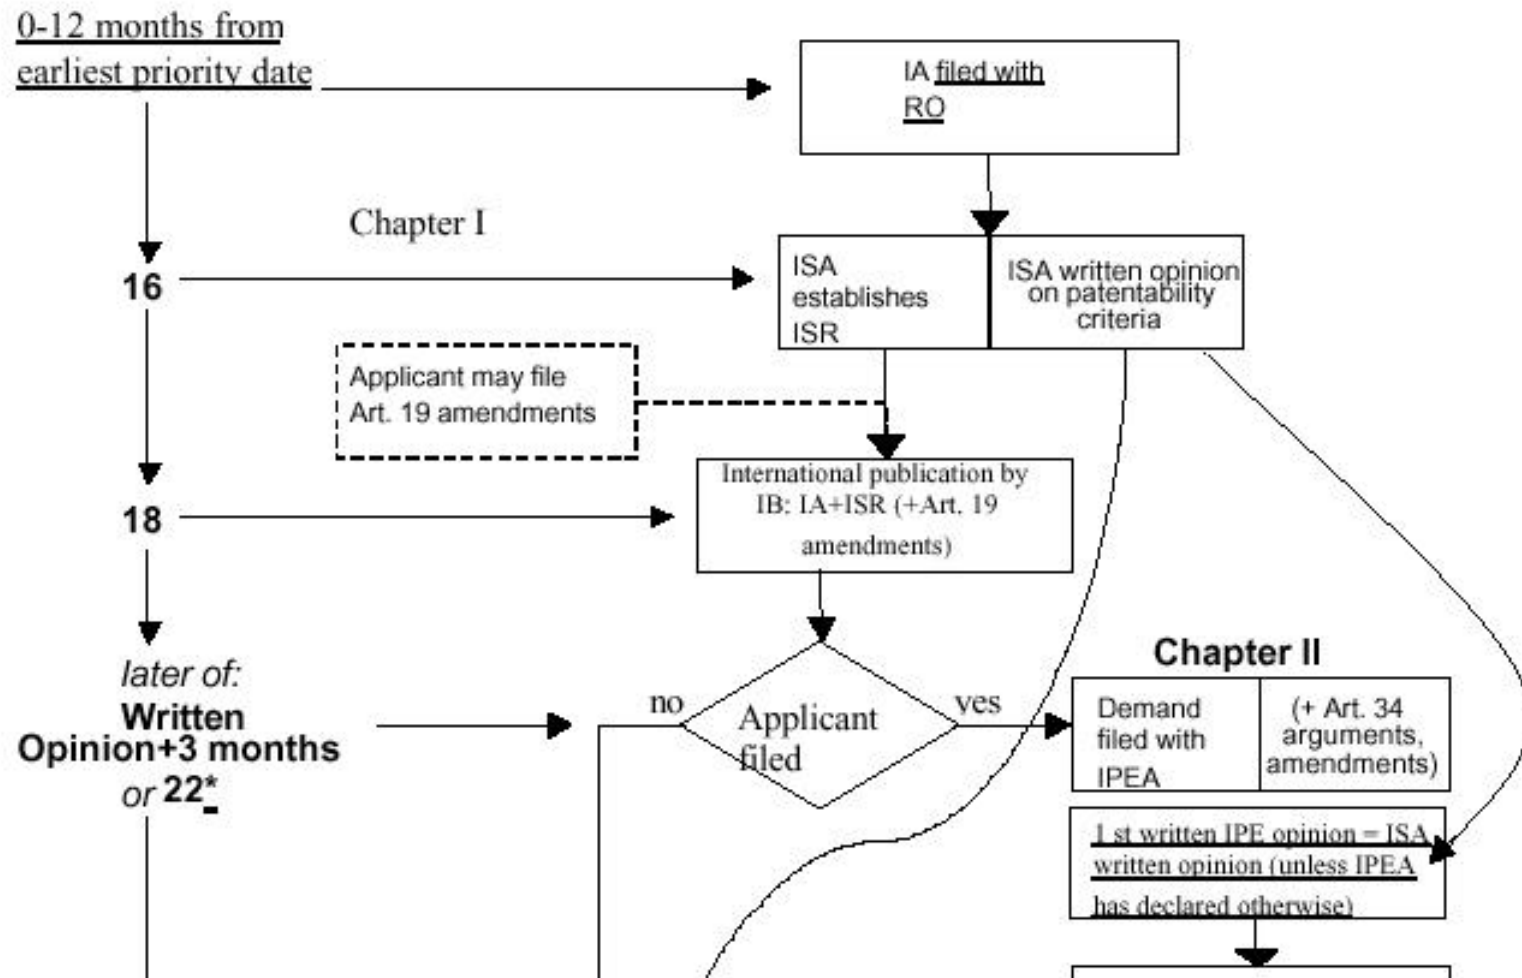 0-12 months from
earliest priority date
IA filed with
RO
Chapter I
16
ISA
establishes
ISR
ISA written opinion
on patentability
criteria
Applicant may file
Art. 19 amendments
International publication by
IB: IA+ISR (+Art. 19
amendments)
18
later of:
Written
Opinion+3 months
or 22*
no
Applicant
filed
yes
Chapter II
Demand
filed with
IPEA
(+ Art. 34
arguments,
amendments)
1 st written IPE opinion = ISA
written opinion (unless IPEA
has declared otherwise)